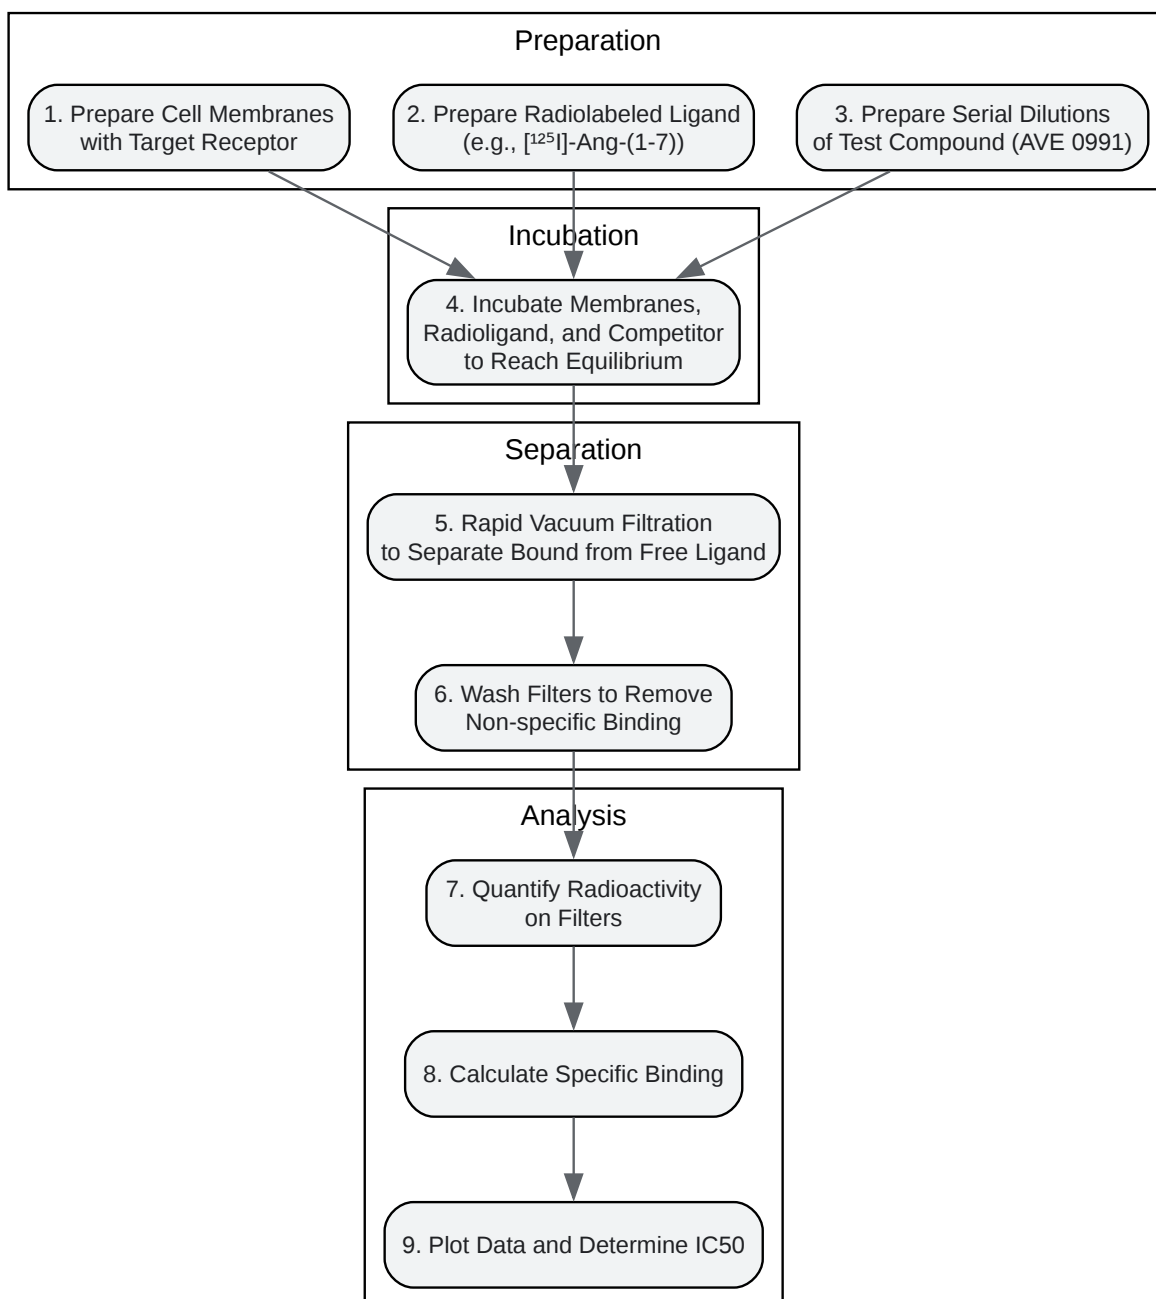 Preparation
1. Prepare Cell Membranes
with Target Receptor
2. Prepare Radiolabeled Ligand
(e.g., [¹²⁵I]-Ang-(1-7))
3. Prepare Serial Dilutions
of Test Compound (AVE 0991)
Incubation
4. Incubate Membranes,
Radioligand, and Competitor
to Reach Equilibrium
Separation
5. Rapid Vacuum Filtration
to Separate Bound from Free Ligand
6. Wash Filters to Remove
Non-specific Binding
Analysis
7. Quantify Radioactivity
on Filters
8. Calculate Specific Binding
9. Plot Data and Determine IC50